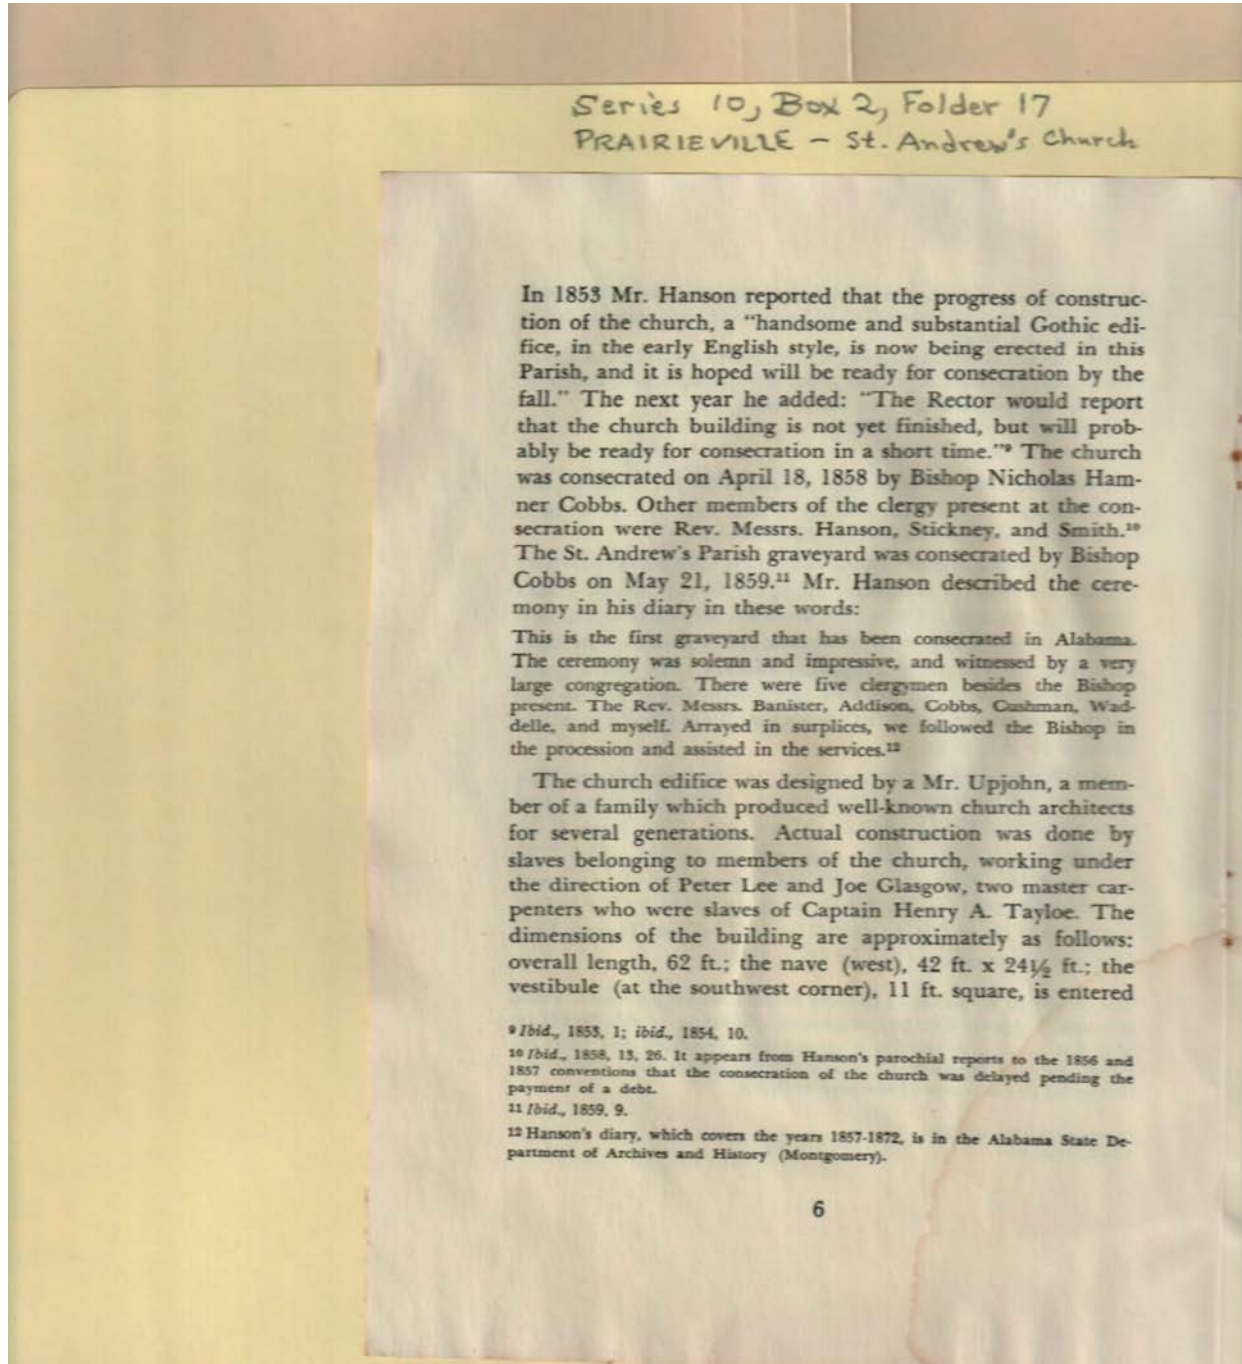 Series 10, Box 2, Folder 17
PRAIRIEVILLE - St. Andrew's Church
In 1853 Mr. Hanson reported that the progress of construc-
tion of the church, a "handsome and substantial Gothic edi-
fice, in the early English style, is now being erected in this
Parish, and it is hoped will be ready for consecration by the
fall." The next year he added: "The Rector would report
that the church building is not yet finished, but will prob-
ably be ready for consecration in a short time."⁹ The church
was consecrated on April 18, 1858 by Bishop Nicholas Ham-
ner Cobbs. Other members of the clergy present at the con-
secration were Rev. Messrs. Hanson, Stickney, and Smith.¹⁰
The St. Andrew's Parish graveyard was consecrated by Bishop
Cobbs on May 21, 1859.¹¹ Mr. Hanson described the cere-
mony in his diary in these words:
This is the first graveyard that has been consecrated in Alabama.
The ceremony was solemn and impressive, and witnessed by a very
large congregation. There were five clergymen besides the Bishop
present. The Rev. Messrs. Banister, Addison, Cobbs, Cushman, Wad-
delle, and myself. Arrayed in surplices, we followed the Bishop in
the procession and assisted in the services.¹²
The church edifice was designed by a Mr. Upjohn, a mem-
ber of a family which produced well-known church architects
for several generations. Actual construction was done by
slaves belonging to members of the church, working under
the direction of Peter Lee and Joe Glasgow, two master car-
penters who were slaves of Captain Henry A. Tayloe. The
dimensions of the building are approximately as follows:
overall length, 62 ft.; the nave (west), 42 ft. x 24½ ft.; the
vestibule (at the southwest corner), 11 ft. square, is entered
⁹ Ibid., 1853, 1; ibid., 1854, 10.
¹⁰ Ibid., 1858, 13, 26. It appears from Hanson's parochial reports to the 1856 and
1857 conventions that the consecration of the church was delayed pending the
payment of a debt.
¹¹ Ibid., 1859, 9.
¹² Hanson's diary, which covers the years 1857-1872, is in the Alabama State De-
partment of Archives and History (Montgomery).
6